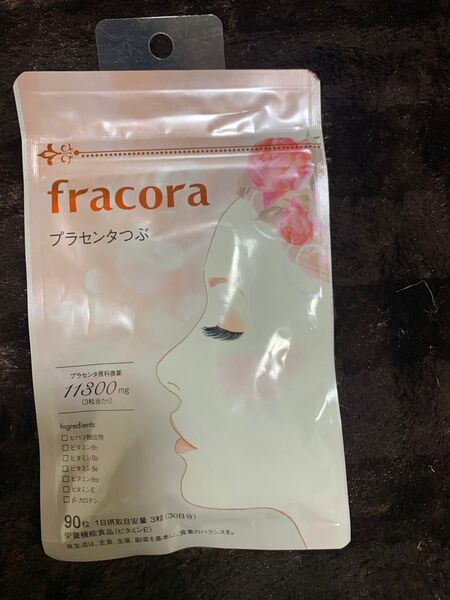 fracora
プラセンタつぶ
プラセンタ原料換算
11300mg
(3粒当たり)
Ingredients
ヒハツ抽出物
ビタミンB1
ビタミンB2
ビタミンB6
ビタミンB12
ビタミンE
β-カロテン
90粒 1日摂取目安量 3粒(30日分)
栄養機能食品(ビタミンE)
食生活は、主食、主菜、副菜を基本に、食事のバランスを。